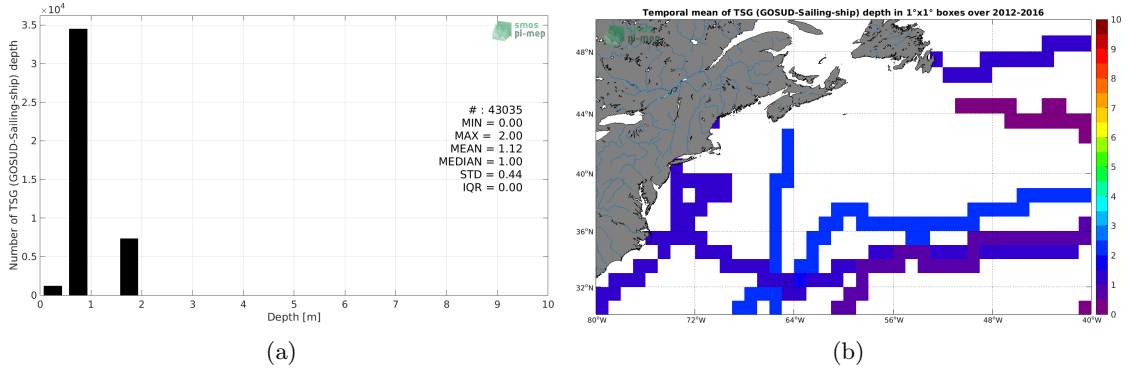 ×10⁴
3.5
3
2.5
2
1.5
1
0.5
0
Number of TSG (GOSUD-Sailing-ship) depth
smos
pi-mep
# : 43035
MIN = 0.00
MAX = 2.00
MEAN = 1.12
MEDIAN = 1.00
STD = 0.44
IQR = 0.00
0 1 2 3 4 5 6 7 8 9 10
Depth [m]
(a)
Temporal mean of TSG (GOSUD-Sailing-ship) depth in 1°x1° boxes over 2012-2016
smos
pi-mep
48°N
44°N
40°N
36°N
32°N
80°W 72°W 64°W 56°W 48°W 40°W
10
9
8
7
6
5
4
3
2
1
0
(b)